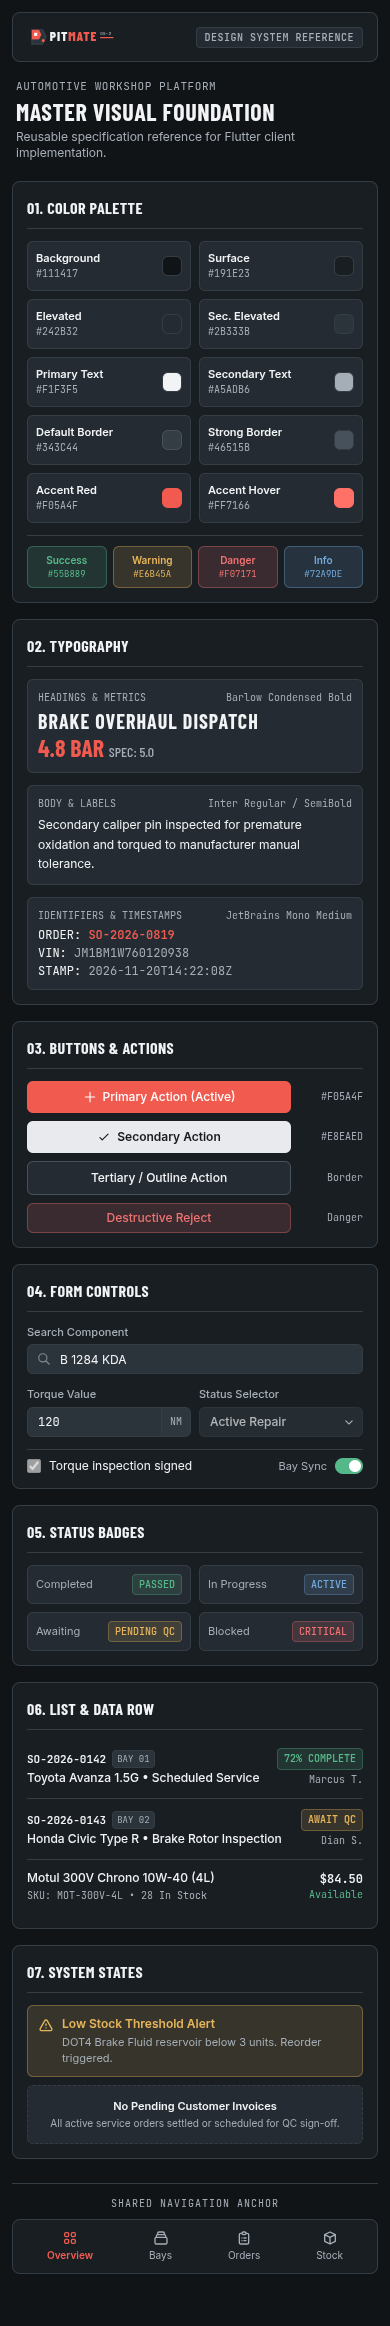 PITMATE
DESIGN SYSTEM REFERENCE
AUTOMOTIVE WORKSHOP PLATFORM
MASTER VISUAL FOUNDATION
Reusable specification reference for Flutter client
implementation.
01. COLOR PALETTE
Background
#111417
Surface
#191E23
Elevated
#242B32
Sec. Elevated
#2B333B
Primary Text
#F1F3F5
Secondary Text
#A5ADB6
Default Border
#343C44
Strong Border
#46515B
Accent Red
#F05A4F
Accent Hover
#FF7166
Success
#55B889
Warning
#E6B45A
Danger
#F07171
Info
#72A9DE
02. TYPOGRAPHY
HEADINGS & METRICS
Barlow Condensed Bold
BRAKE OVERHAUL DISPATCH
4.8 BAR SPEC: 5.0
BODY & LABELS
Inter Regular / SemiBold
Secondary caliper pin inspected for premature
oxidation and torqued to manufacturer manual
tolerance.
IDENTIFIERS & TIMESTAMPS
JetBrains Mono Medium
ORDER: SO-2026-0819
VIN: JM1BM1W760120938
STAMP: 2026-11-20T14:22:08Z
03. BUTTONS & ACTIONS
Primary Action (Active)
#F05A4F
Secondary Action
#E8EAED
Tertiary / Outline Action
Border
Destructive Reject
Danger
04. FORM CONTROLS
Search Component
B 1284 KDA
Torque Value
Status Selector
120
NM
Active Repair
Torque inspection signed
Bay Sync
05. STATUS BADGES
Completed
PASSED
In Progress
ACTIVE
Awaiting
PENDING QC
Blocked
CRITICAL
06. LIST & DATA ROW
SO-2026-0142 BAY 01
72% COMPLETE
Toyota Avanza 1.5G • Scheduled Service
Marcus T.
SO-2026-0143 BAY 02
AWAIT QC
Honda Civic Type R • Brake Rotor Inspection
Dian S.
Motul 300V Chrono 10W-40 (4L)
$84.50
SKU: MOT-300V-4L • 28 In Stock
Available
07. SYSTEM STATES
Low Stock Threshold Alert
DOT4 Brake Fluid reservoir below 3 units. Reorder
triggered.
No Pending Customer Invoices
All active service orders settled or scheduled for QC sign-off.
SHARED NAVIGATION ANCHOR
Overview
Bays
Orders
Stock